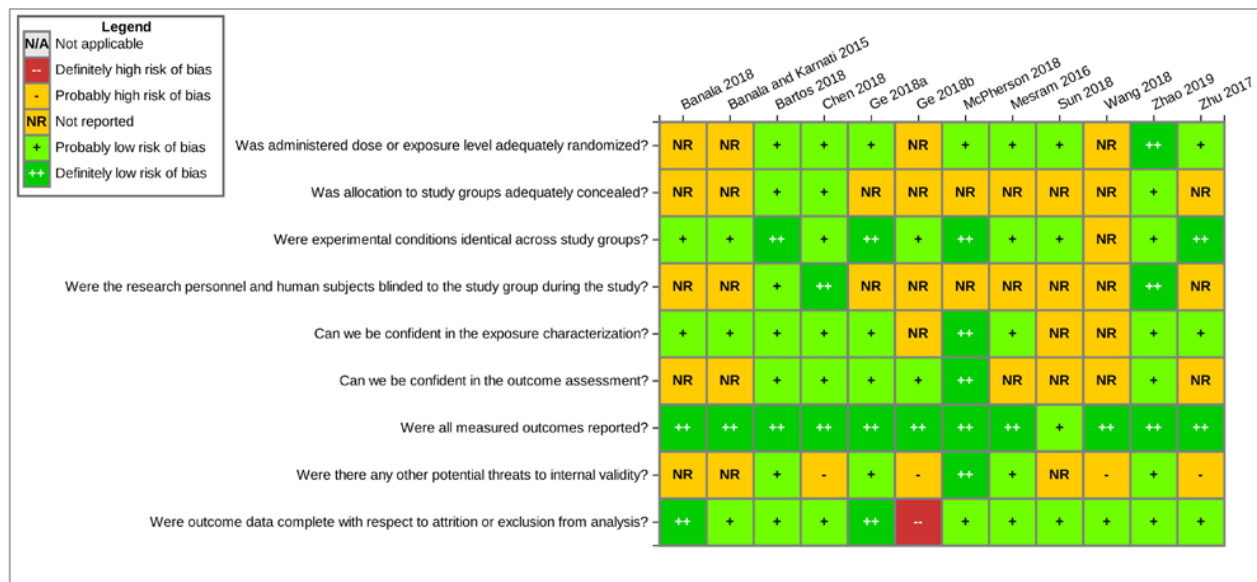 Legend
N/A Not applicable
-- Definitely high risk of bias
- Probably high risk of bias
NR Not reported
+ Probably low risk of bias
++ Definitely low risk of bias
Banala 2018
Banala and Karnati 2015
Bartos 2018
Chen 2018
Ge 2018a
Ge 2018b
McPherson 2018
Mesram 2016
Sun 2018
Wang 2018
Zhao 2019
Zhu 2017
Was administered dose or exposure level adequately randomized? NR NR + + + NR + + + NR ++ +
Was allocation to study groups adequately concealed? NR NR + + NR NR NR NR NR NR + NR
Were experimental conditions identical across study groups? + + ++ + ++ + ++ + + NR + ++
Were the research personnel and human subjects blinded to the study group during the study? NR NR + ++ NR NR NR NR NR NR ++ NR
Can we be confident in the exposure characterization? + + + + + NR ++ + NR NR + +
Can we be confident in the outcome assessment? NR NR + + + + ++ NR NR NR + NR
Were all measured outcomes reported? ++ ++ ++ ++ ++ ++ ++ ++ + ++ ++ ++
Were there any other potential threats to internal validity? NR NR + - + - ++ + NR - + -
Were outcome data complete with respect to attrition or exclusion from analysis? ++ + + + ++ -- + + + + + +